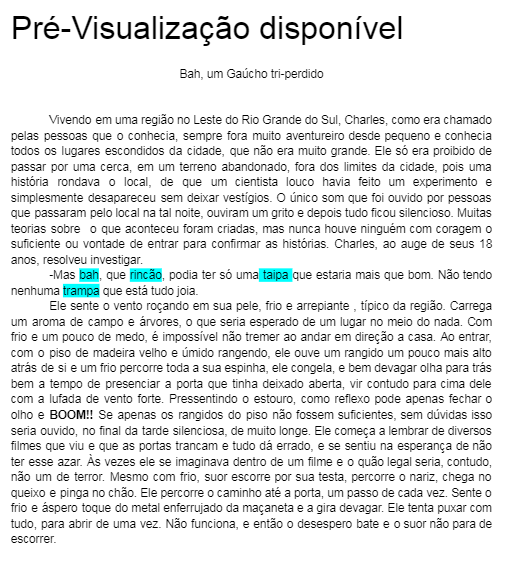 Pré-Visualização disponível
Bah, um Gaúcho tri-perdido
Vivendo em uma região no Leste do Rio Grande do Sul, Charles, como era chamado
pelas pessoas que o conhecia, sempre fora muito aventureiro desde pequeno e conhecia
todos os lugares escondidos da cidade, que não era muito grande. Ele só era proibido de
passar por uma cerca, em um terreno abandonado, fora dos limites da cidade, pois uma
história rondava o local, de que um cientista louco havia feito um experimento e
simplesmente desapareceu sem deixar vestígios. O único som que foi ouvido por pessoas
que passaram pelo local na tal noite, ouviram um grito e depois tudo ficou silencioso. Muitas
teorias sobre o que aconteceu foram criadas, mas nunca houve ninguém com coragem o
suficiente ou vontade de entrar para confirmar as histórias. Charles, ao auge de seus 18
anos, resolveu investigar.
-Mas bah, que rincão, podia ter só uma taipa que estaria mais que bom. Não tendo
nenhuma trampa que está tudo joia.
Ele sente o vento roçando em sua pele, frio e arrepiante , típico da região. Carrega
um aroma de campo e árvores, o que seria esperado de um lugar no meio do nada. Com
frio e um pouco de medo, é impossível não tremer ao andar em direção a casa. Ao entrar,
com o piso de madeira velho e úmido rangendo, ele ouve um rangido um pouco mais alto
atrás de si e um frio percorre toda a sua espinha, ele congela, e bem devagar olha para trás
bem a tempo de presenciar a porta que tinha deixado aberta, vir contudo para cima dele
com a lufada de vento forte. Pressentindo o estouro, como reflexo pode apenas fechar o
olho e BOOM!! Se apenas os rangidos do piso não fossem suficientes, sem dúvidas isso
seria ouvido, no final da tarde silenciosa, de muito longe. Ele começa a lembrar de diversos
filmes que viu e que as portas trancam e tudo dá errado, e se sentiu na esperança de não
ter esse azar. Às vezes ele se imaginava dentro de um filme e o quão legal seria, contudo,
não um de terror. Mesmo com frio, suor escorre por sua testa, percorre o nariz, chega no
queixo e pinga no chão. Ele percorre o caminho até a porta, um passo de cada vez. Sente o
frio e áspero toque do metal enferrujado da maçaneta e a gira devagar. Ele tenta puxar com
tudo, para abrir de uma vez. Não funciona, e então o desespero bate e o suor não para de
escorrer.